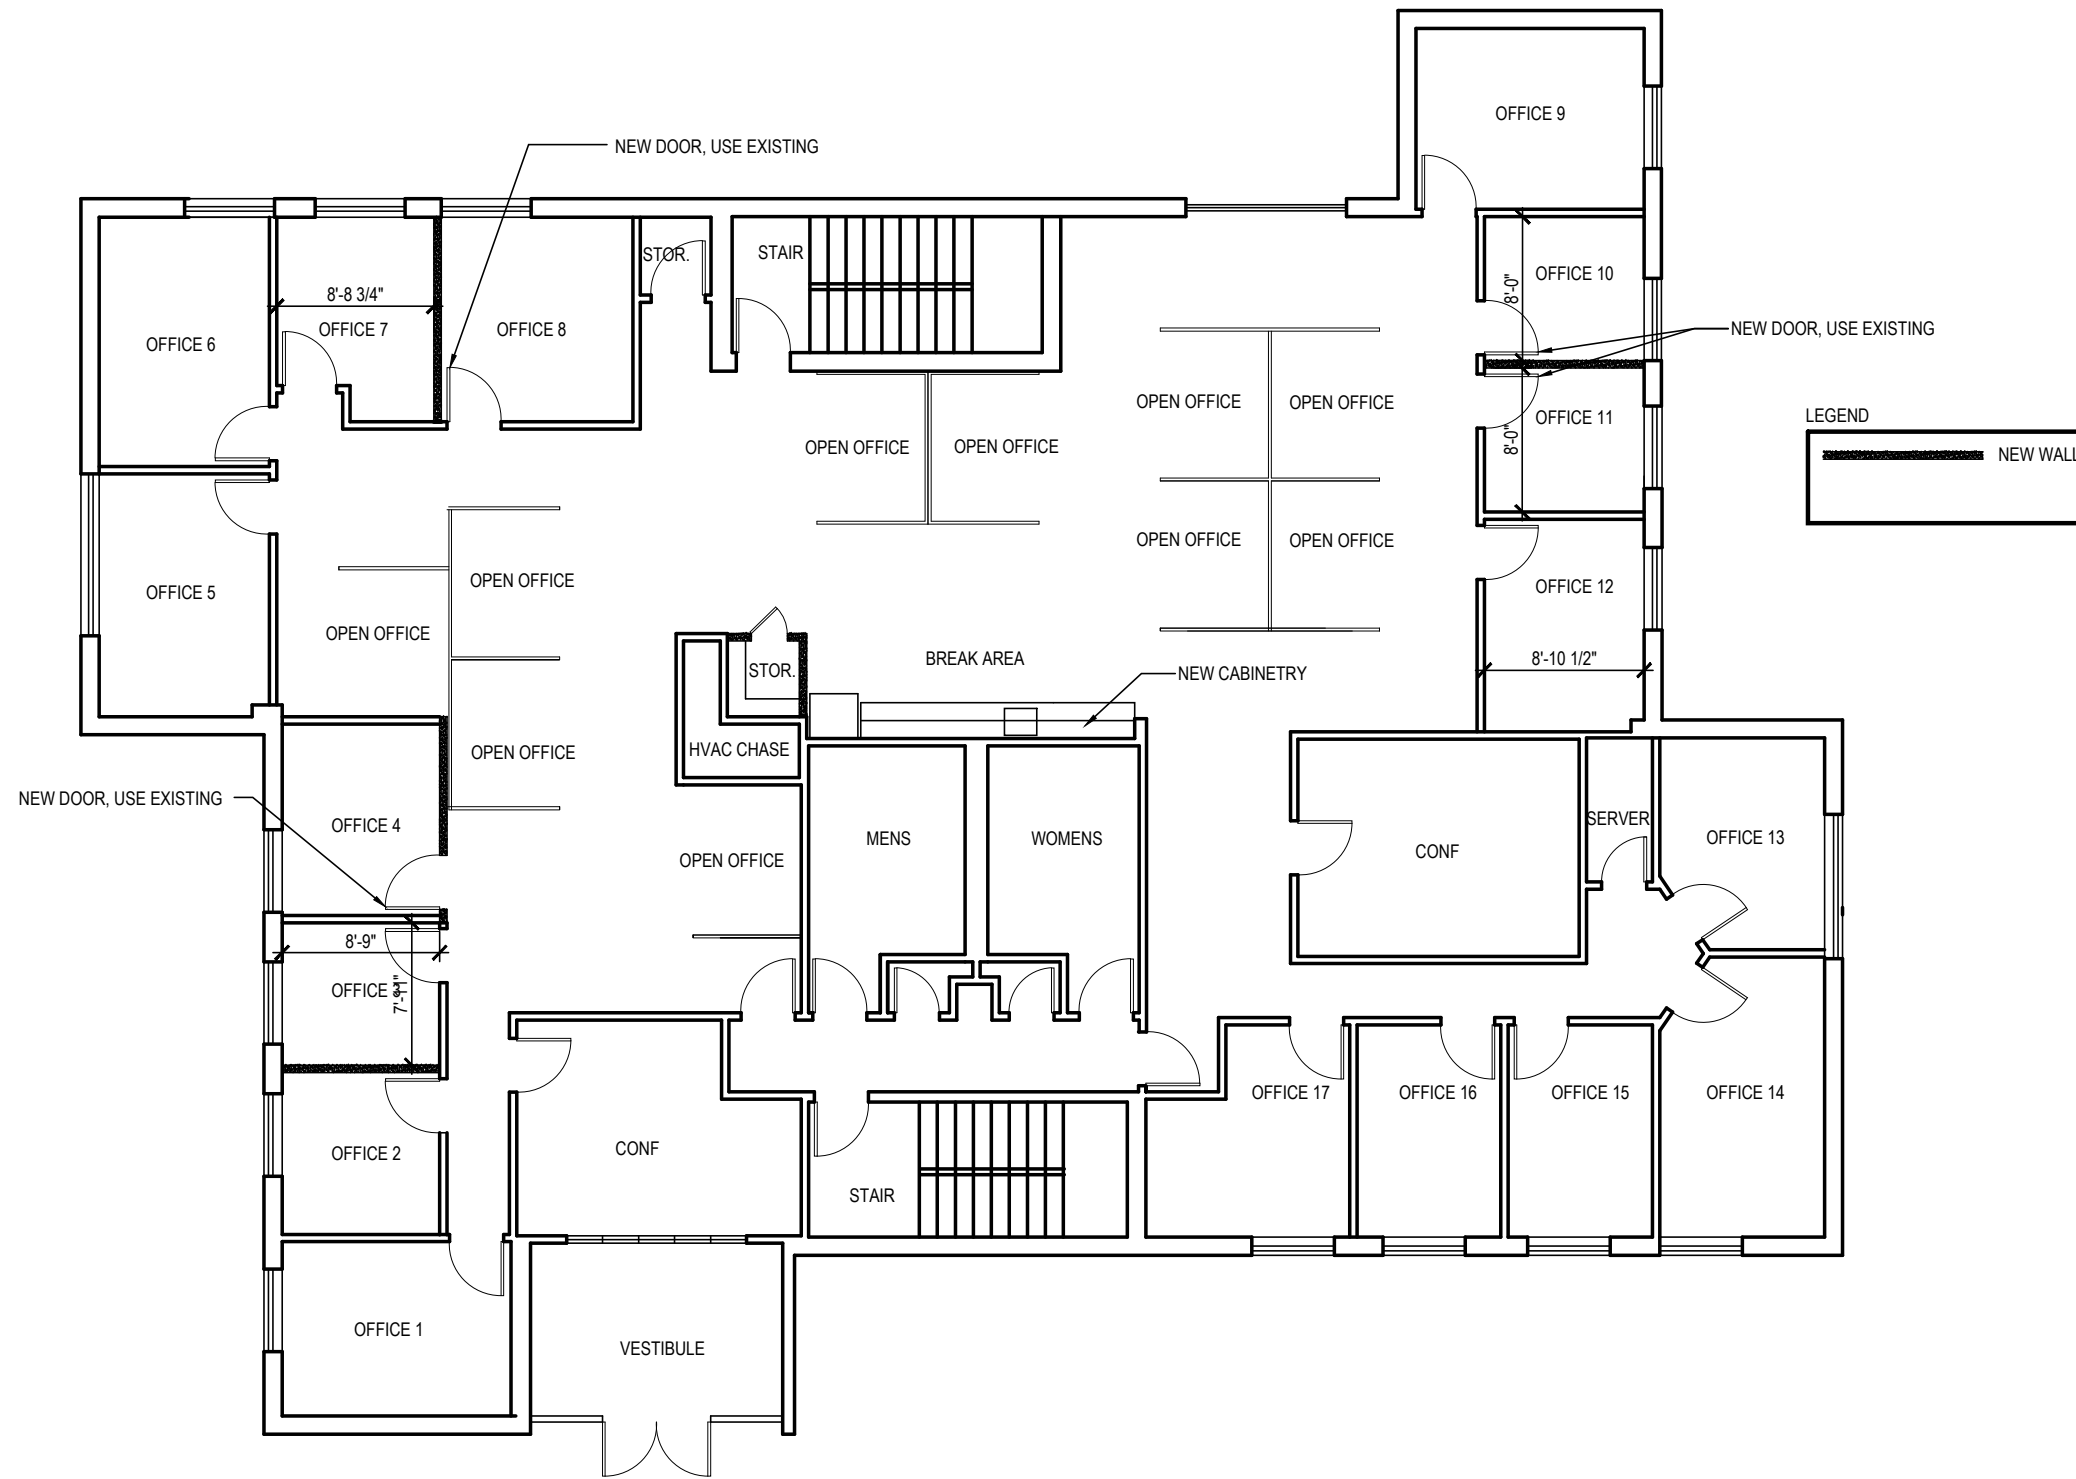 OFFICE 9
NEW DOOR, USE EXISTING
STOR.
STAIR
OFFICE 10
8'-0"
8'-8 3/4"
OFFICE 7
OFFICE 8
OFFICE 6
NEW DOOR, USE EXISTING
OPEN OFFICE
OPEN OFFICE
OFFICE 11
8'-0"
LEGEND
NEW WALL
OPEN OFFICE
OPEN OFFICE
OPEN OFFICE
OPEN OFFICE
OFFICE 5
OPEN OFFICE
OFFICE 12
OPEN OFFICE
BREAK AREA
8'-10 1/2"
STOR.
NEW CABINETRY
OPEN OFFICE
HVAC CHASE
NEW DOOR, USE EXISTING
OFFICE 4
SERVER
OFFICE 13
MENS
WOMENS
CONF
OPEN OFFICE
8'-9"
OFFICE
7'-11"
OFFICE 2
CONF
OFFICE 17
OFFICE 16
OFFICE 15
OFFICE 14
STAIR
OFFICE 1
VESTIBULE